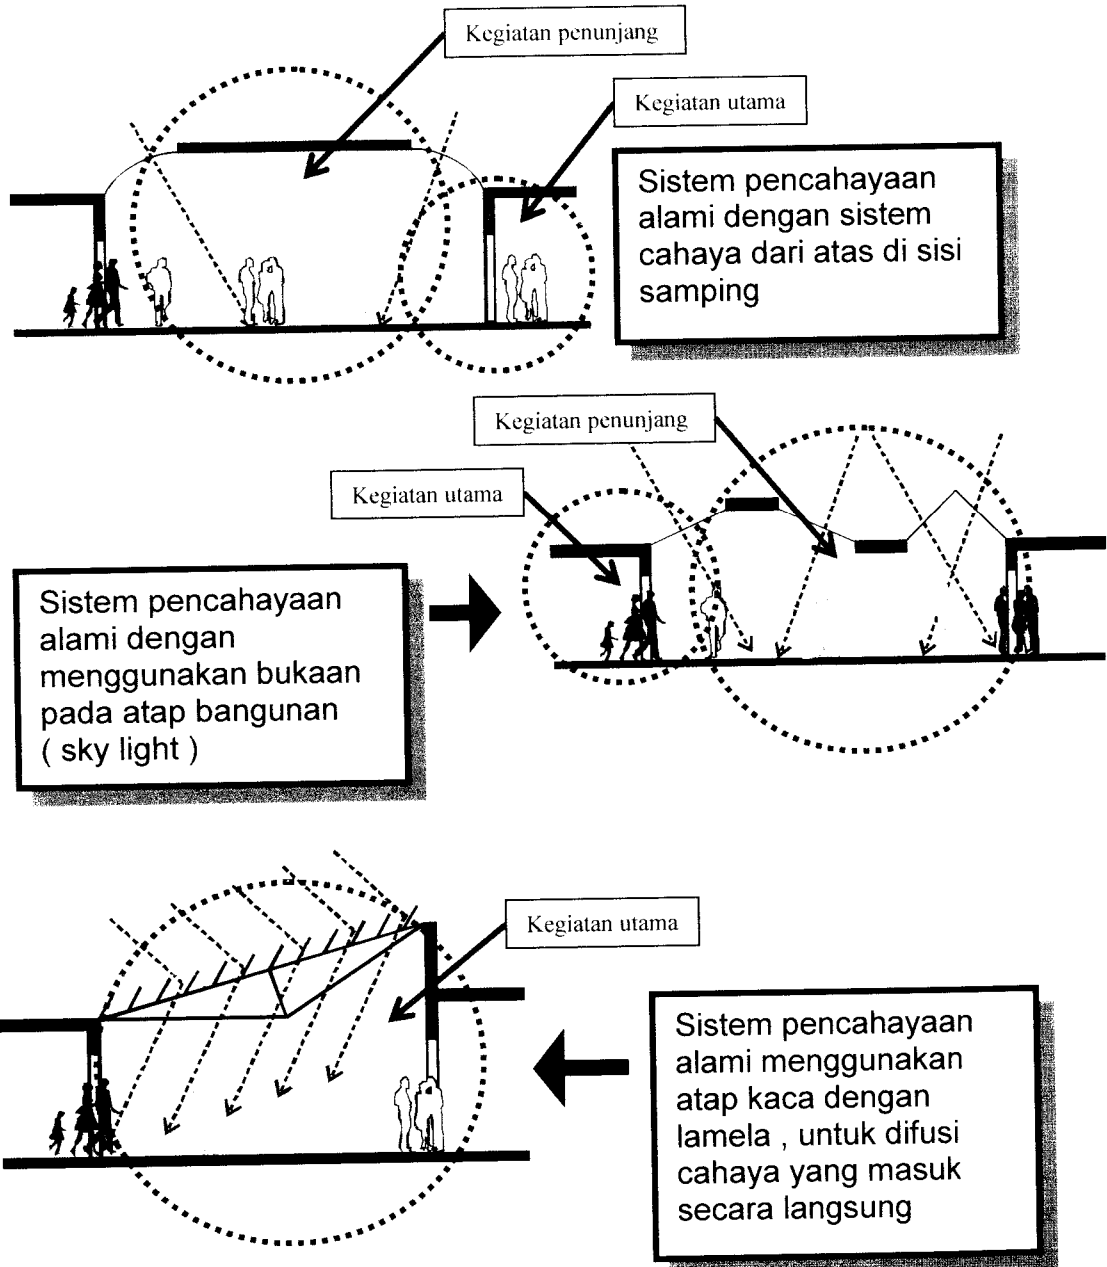 Kegiatan penunjang
Kegiatan utama
Sistem pencahayaan
alami dengan sistem
cahaya dari atas di sisi
samping
Kegiatan penunjang
Kegiatan utama
Sistem pencahayaan
alami dengan
menggunakan bukaan
pada atap bangunan
( sky light )
Kegiatan utama
Sistem pencahayaan
alami menggunakan
atap kaca dengan
lamela , untuk difusi
cahaya yang masuk
secara langsung